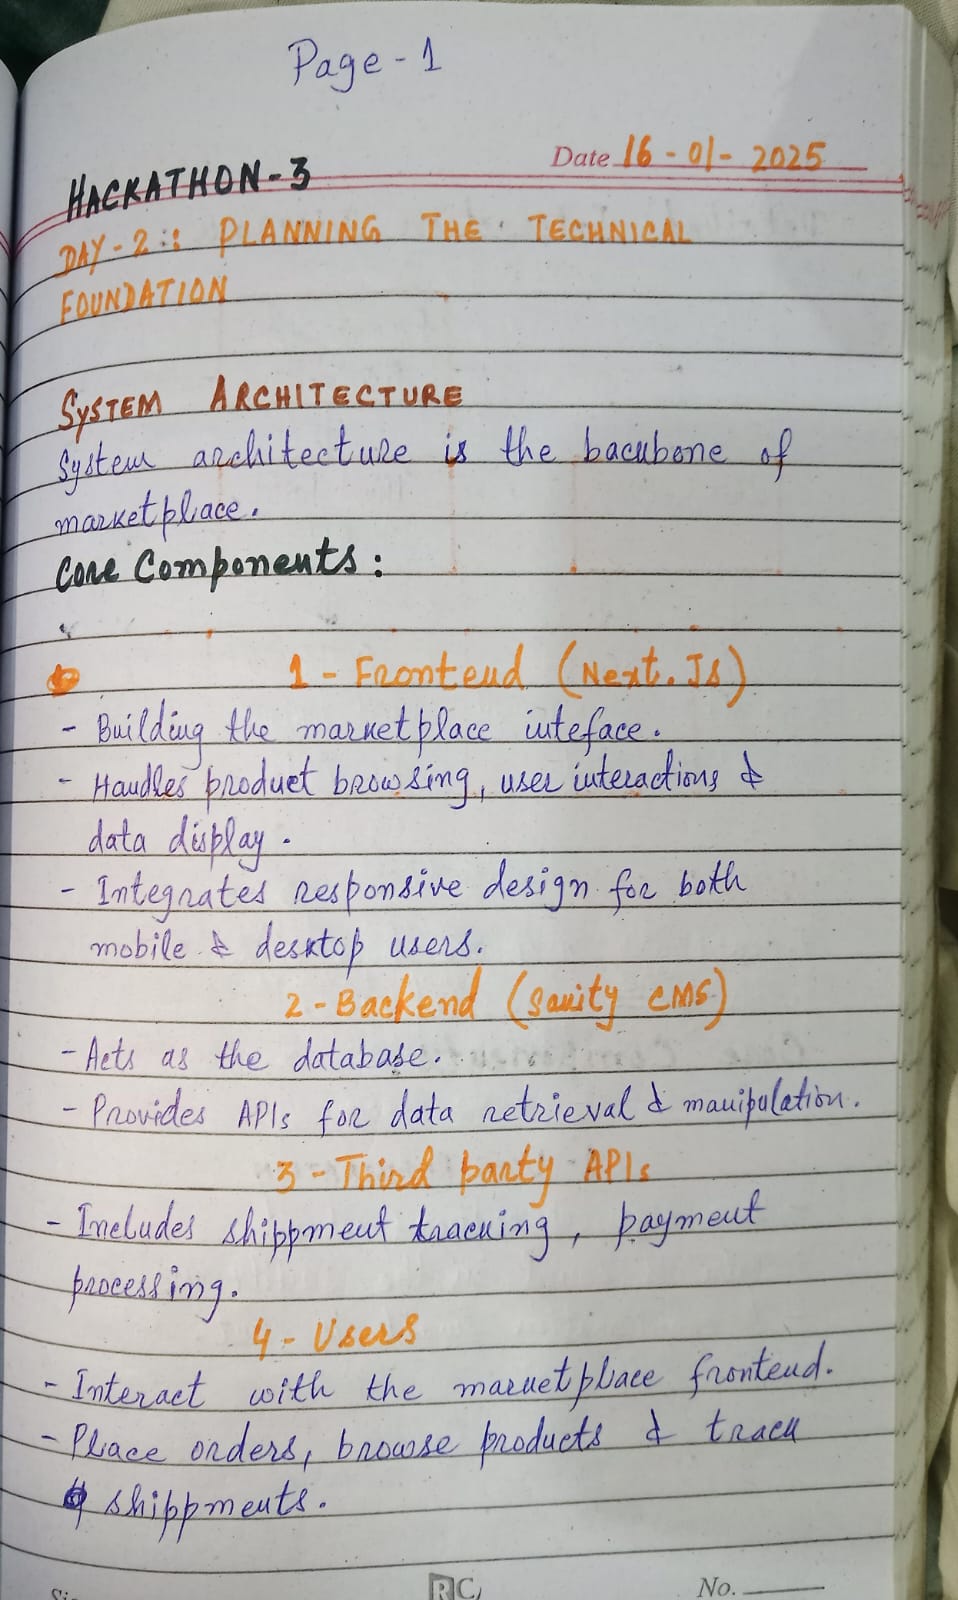 Page - 1
Date 16 - 01 - 2025
HACKATHON - 3
DAY - 2 :: PLANNING THE TECHNICAL
FOUNDATION
SYSTEM ARCHITECTURE
System architecture is the backbone of
marketplace.
Core Components :
1 - Frontend (Next.Js)
- Building the marketplace inteface.
- Handles product browsing, user interactions &
data display.
- Integrates responsive design for both
mobile & desktop users.
2 - Backend (Sanity CMS)
- Acts as the database.
- Provides APIs for data retrieval & manipulation.
3 - Third party APIs
- Includes shippment tracking, payment
processing.
4 - Users
- Interact with the marketplace frontend.
- Place orders, browse products & track
shippments.
RC
No.